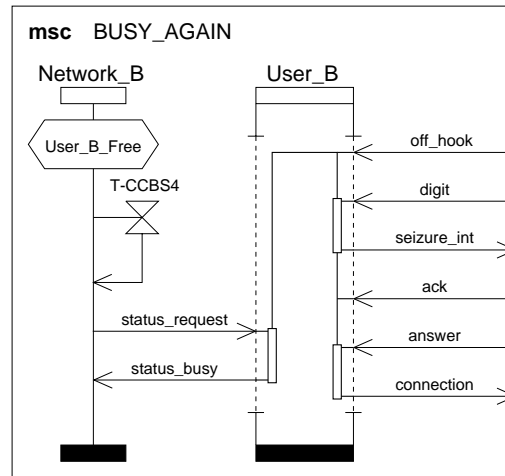 msc BUSY_AGAIN
Network_B User_B
User_B_Free
off_hook
T-CCBS4
digit
seizure_int
ack
status_request
answer
status_busy
connection